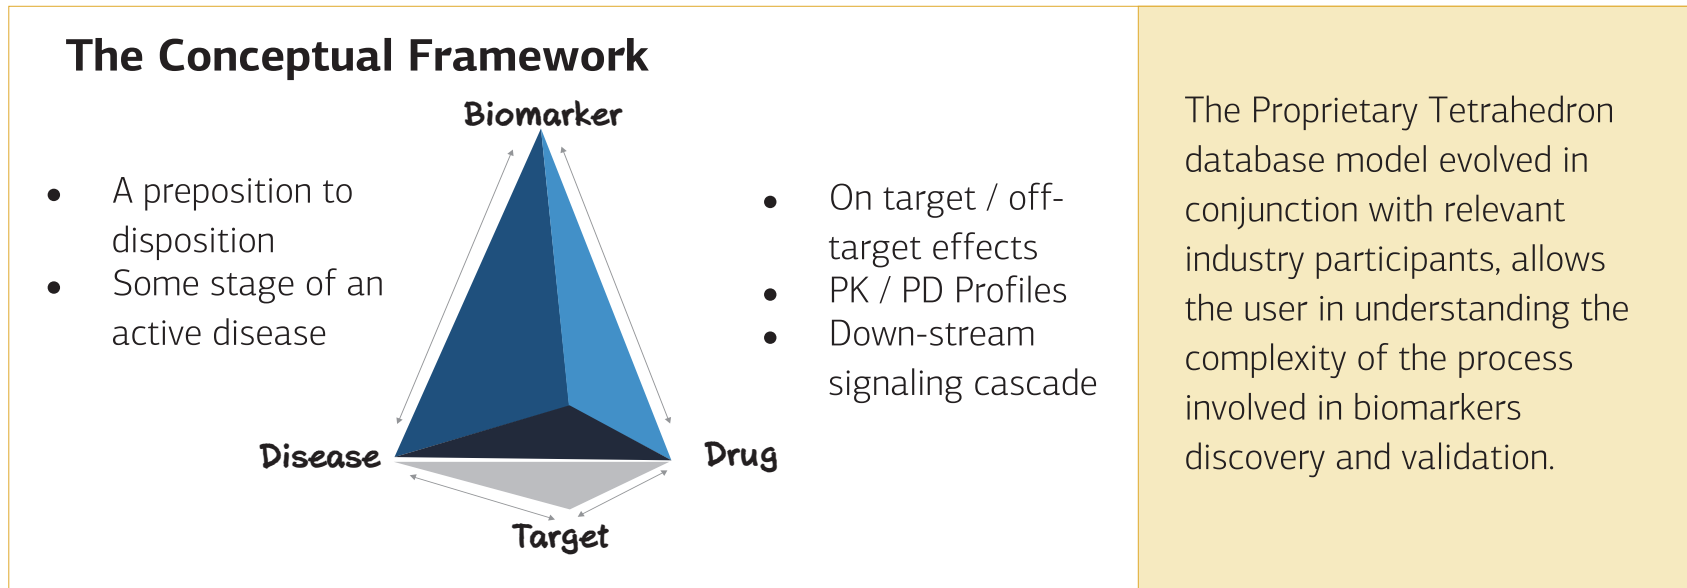 The Conceptual Framework
Biomarker
• A preposition to
disposition
• Some stage of an
active disease
• On target / off-
target effects
• PK / PD Profiles
• Down-stream
signaling cascade
Disease
Drug
Target
The Proprietary Tetrahedron
database model evolved in
conjunction with relevant
industry participants, allows
the user in understanding the
complexity of the process
involved in biomarkers
discovery and validation.